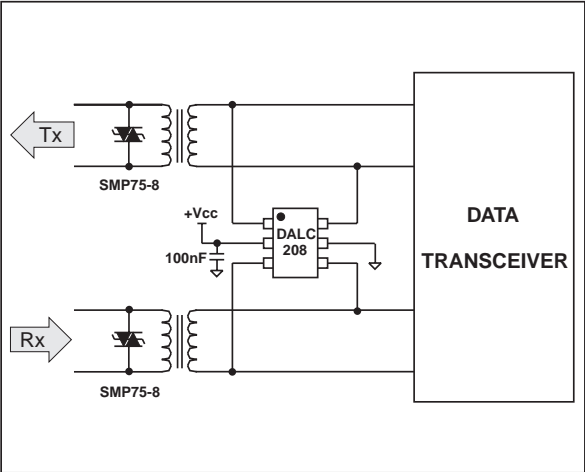 Tx
SMP75-8
+Vcc
DALC
208
100nF
DATA
TRANSCEIVER
Rx
SMP75-8